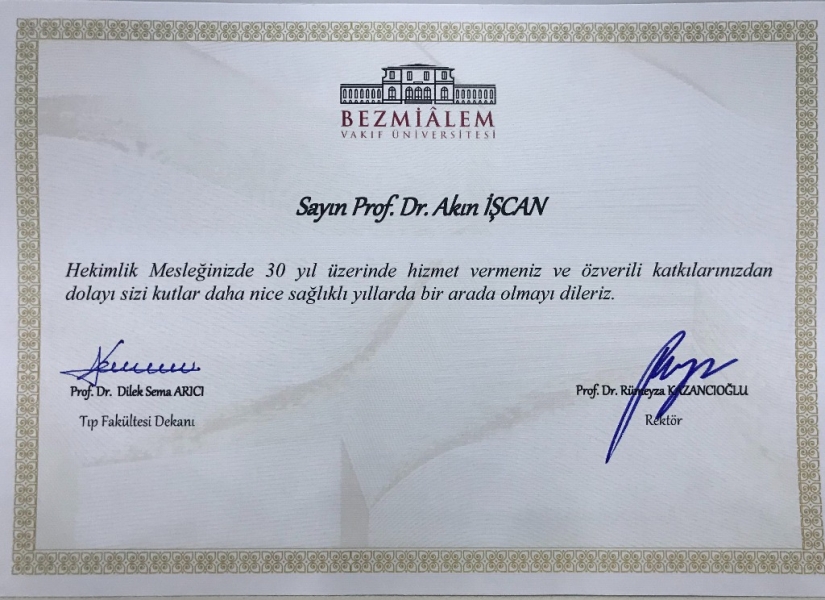 BEZMİÂLEM
VAKIF ÜNİVERSİTESİ
Sayın Prof. Dr. Akın İŞCAN
Hekimlik Mesleğinizde 30 yıl üzerinde hizmet vermeniz ve özverili katkılarınızdan
dolayı sizi kutlar daha nice sağlıklı yıllarda bir arada olmayı dileriz.
Prof. Dr. Dilek Sema ARICI
Tıp Fakültesi Dekanı
Prof. Dr. Rümeyza KAZANCIOĞLU
Rektör